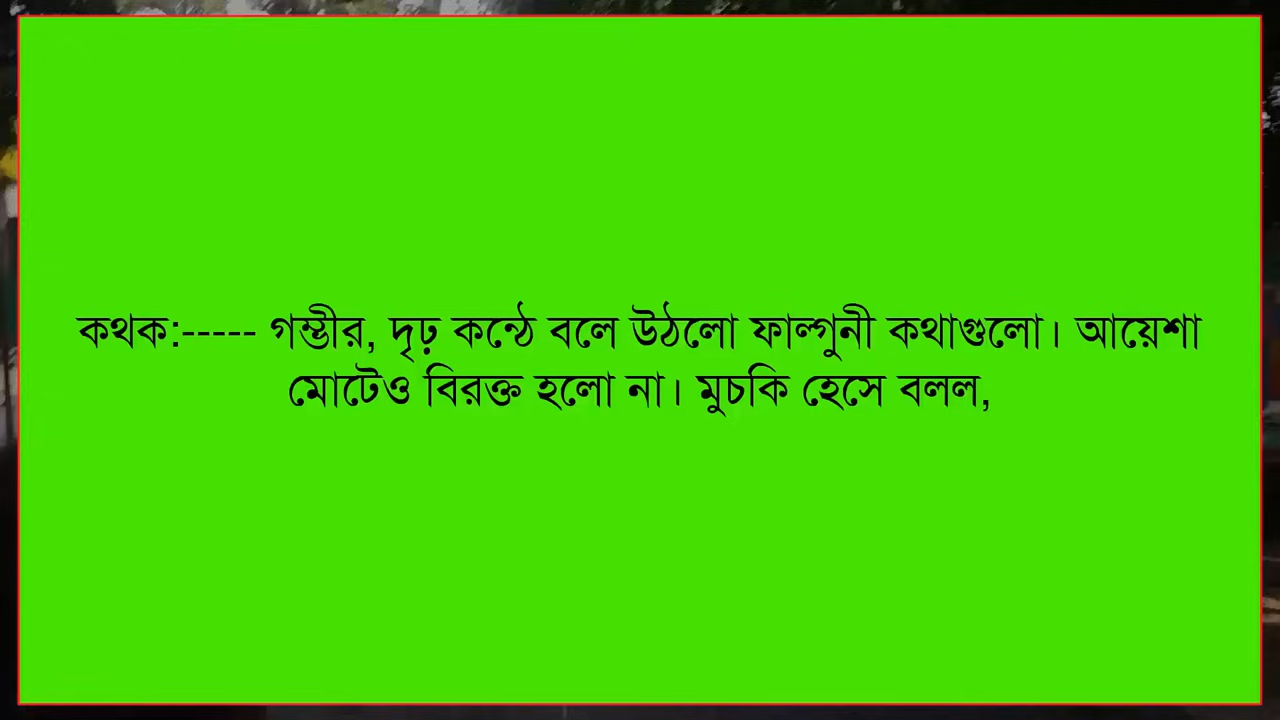 কথক:----- গম্ভীর, দৃঢ় কন্ঠে বলে উঠলো ফাল্গুনী কথাগুলো। আয়েশা
মোটেও বিরক্ত হলো না। মুচকি হেসে বলল,